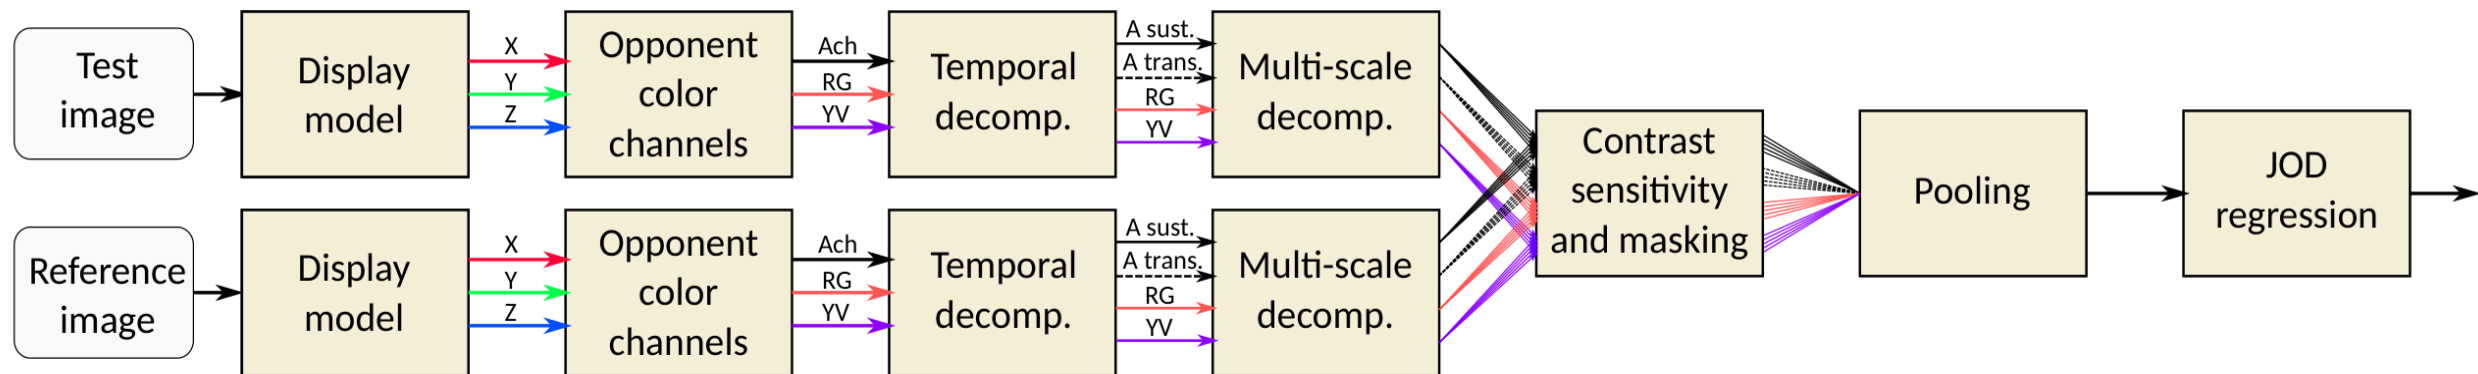 Test
image
Display
model
X
Y
Z
Opponent
color
channels
Ach
RG
YV
Temporal
decomp.
A sust.
A trans.
RG
YV
Multi-scale
decomp.
Reference
image
Display
model
X
Y
Z
Opponent
color
channels
Ach
RG
YV
Temporal
decomp.
A sust.
A trans.
RG
YV
Multi-scale
decomp.
Contrast
sensitivity
and masking
Pooling
JOD
regression